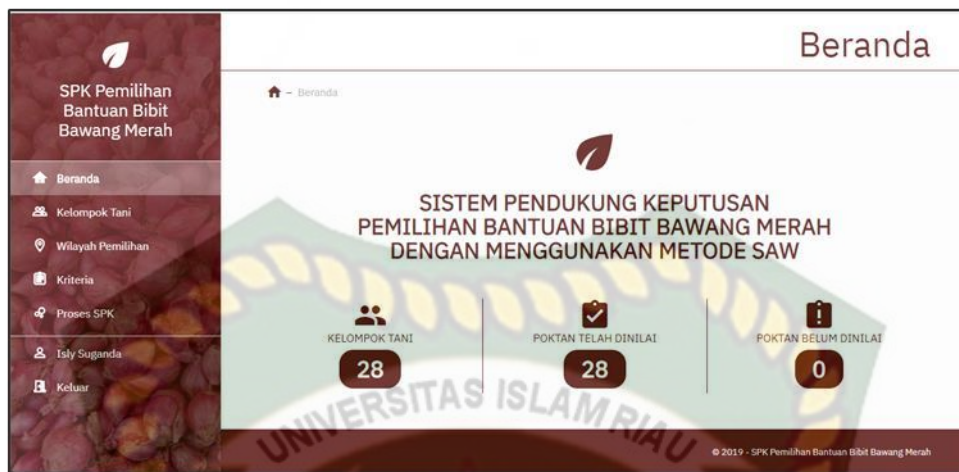 SPK Pemilihan
Bantuan Bibit
Bawang Merah
Beranda
Kelompok Tani
Wilayah Pemilihan
Kriteria
Proses SPK
Isly Suganda
Keluar
Beranda
– Beranda
SISTEM PENDUKUNG KEPUTUSAN
PEMILIHAN BANTUAN BIBIT BAWANG MERAH
DENGAN MENGGUNAKAN METODE SAW
KELOMPOK TANI
28
POKTAN TELAH DINILAI
28
POKTAN BELUM DINILAI
0
UNIVERSITAS ISLAM RIAU
© 2019 - SPK Pemilihan Bantuan Bibit Bawang Merah